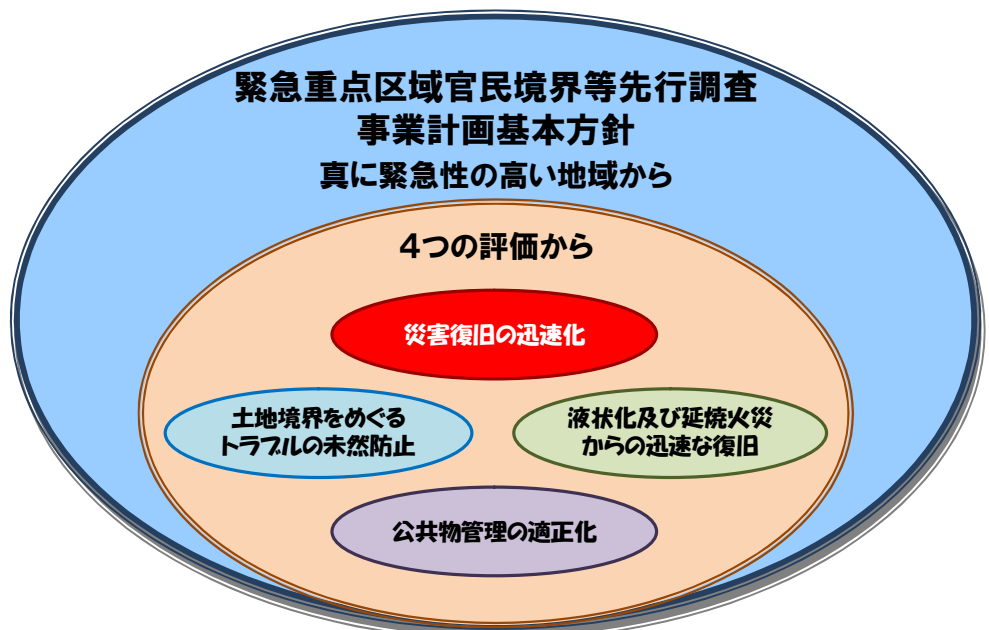 緊急重点区域官民境界等先行調査
事業計画基本方針
真に緊急性の高い地域から
4つの評価から
災害復旧の迅速化
土地境界をめぐる
トラブルの未然防止
液状化及び延焼火災
からの迅速な復旧
公共物管理の適正化